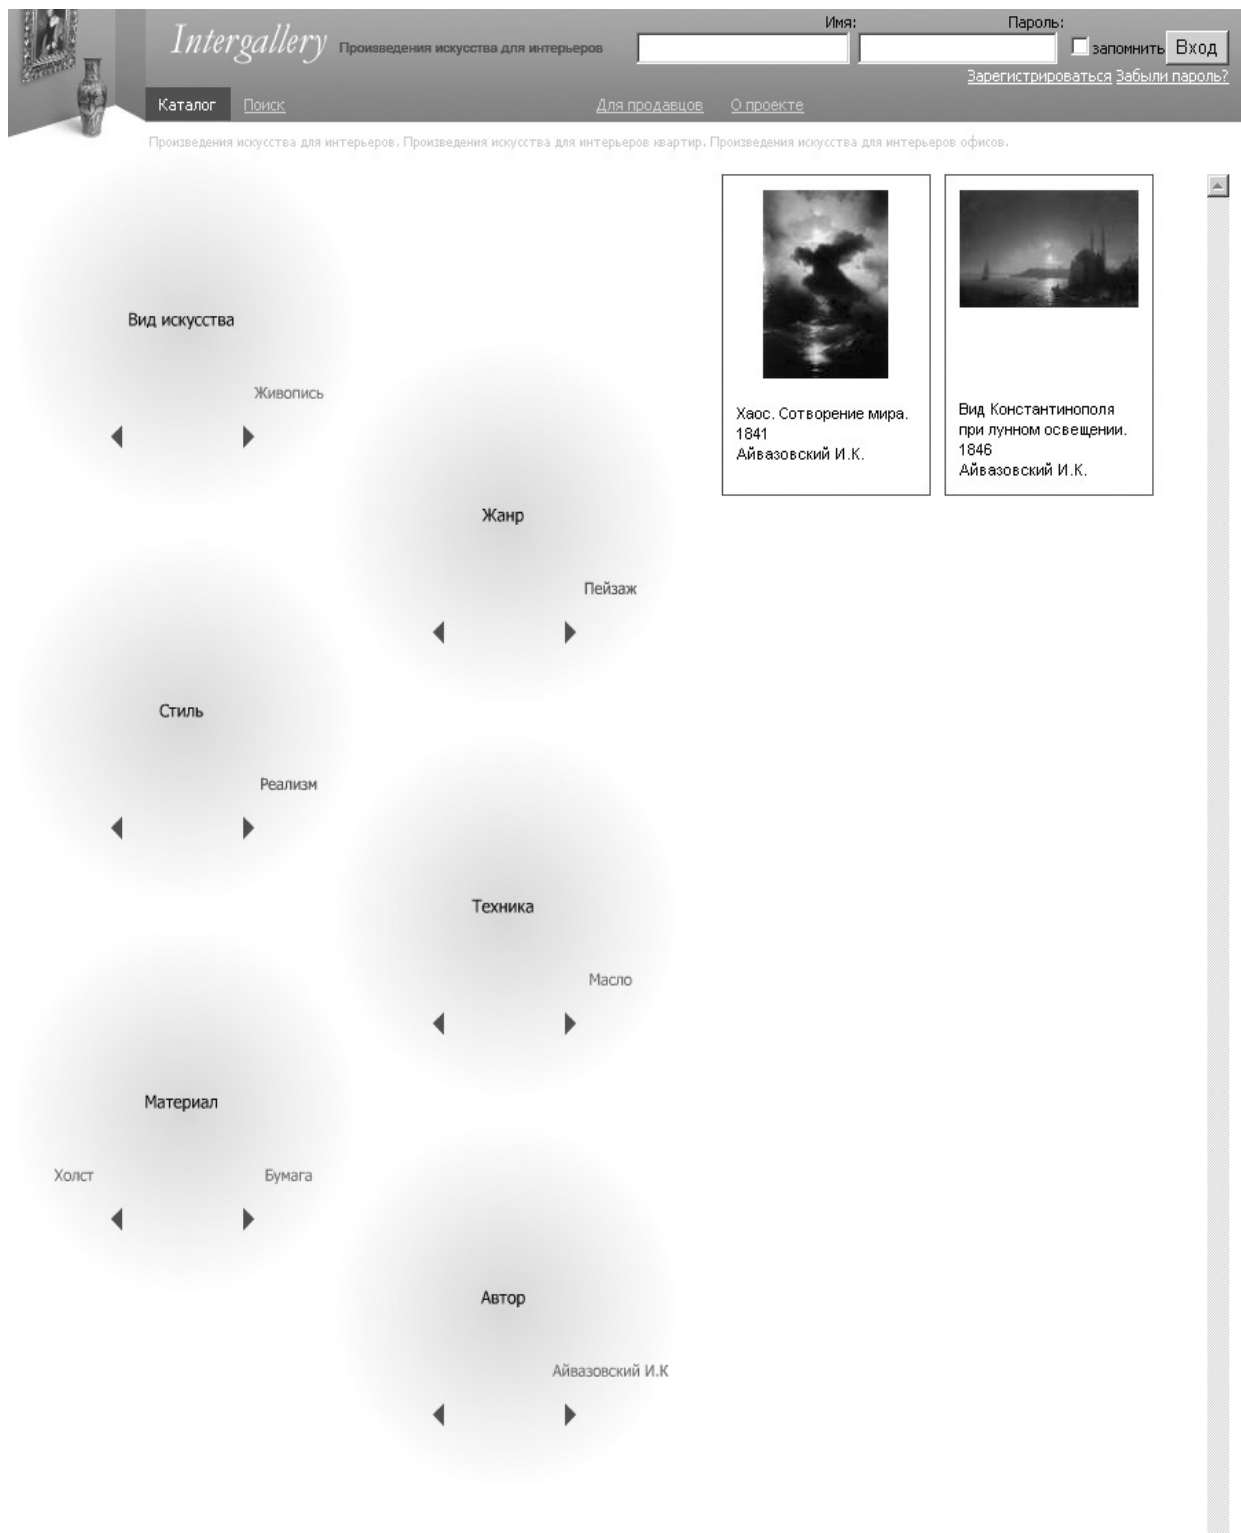 Intergallery Произведения искусства для интерьеров
Имя: Пароль:
запомнить Вход
Зарегистрироваться Забыли пароль?
Каталог Поиск Для продавцов О проекте
Произведения искусства для интерьеров. Произведения искусства для интерьеров квартир. Произведения искусства для интерьеров офисов.
Вид искусства
Живопись
Жанр
Пейзаж
Стиль
Реализм
Техника
Масло
Материал
Холст Бумага
Автор
Айвазовский И.К
Хаос. Сотворение мира.
1841
Айвазовский И.К.
Вид Константинополя
при лунном освещении.
1846
Айвазовский И.К.